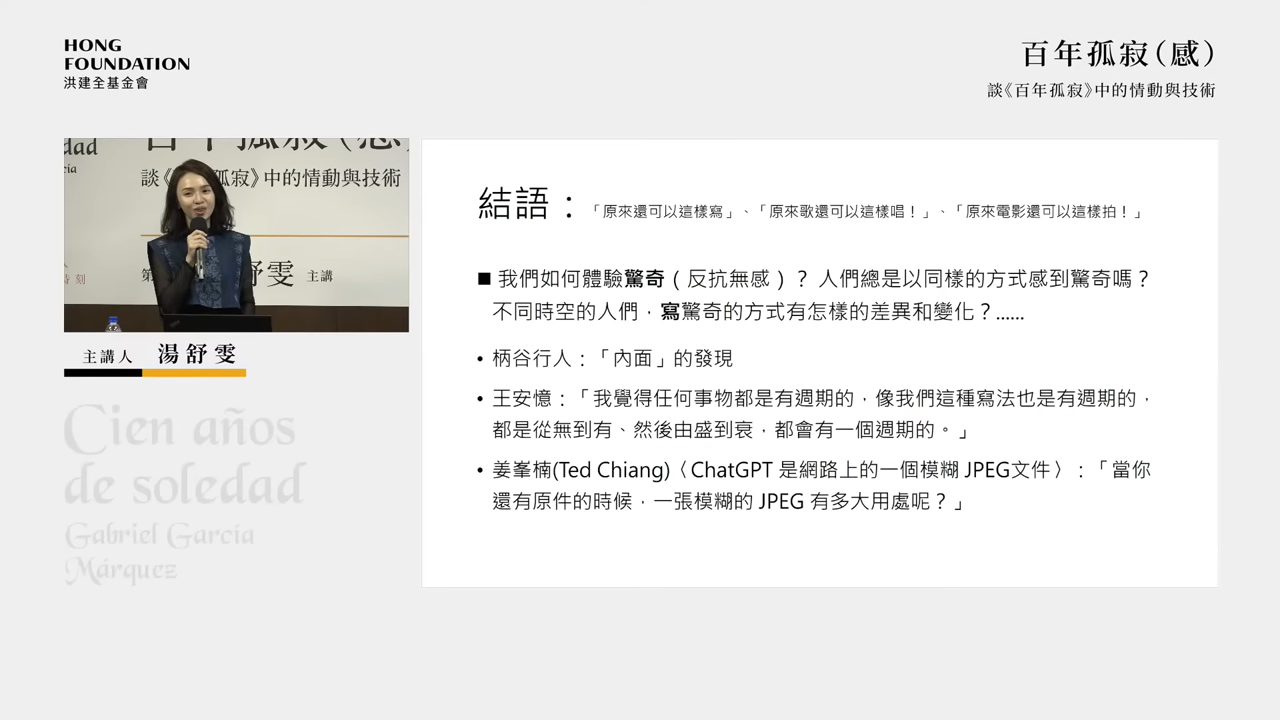 HONG
FOUNDATION
洪建全基金會
百年孤寂(感)
談《百年孤寂》中的情動與技術
dad
cía
談《 孤寂》中的情動與技術
時刻
第
舒雯 主講
主講人 湯舒雯
Cien años
de soledad
Gabriel García
Márquez
結語：「原來還可以這樣寫」、「原來歌還可以這樣唱！」、「原來電影還可以這樣拍！」
■ 我們如何體驗驚奇（反抗無感）？ 人們總是以同樣的方式感到驚奇嗎？
不同時空的人們，寫驚奇的方式有怎樣的差異和變化？......
• 柄谷行人：「內面」的發現
• 王安憶：「我覺得任何事物都是有週期的，像我們這種寫法也是有週期的，
都是從無到有、然後由盛到衰，都會有一個週期的。」
• 姜峯楠(Ted Chiang)〈ChatGPT 是網路上的一個模糊 JPEG文件〉：「當你
還有原件的時候，一張模糊的 JPEG 有多大用處呢？」